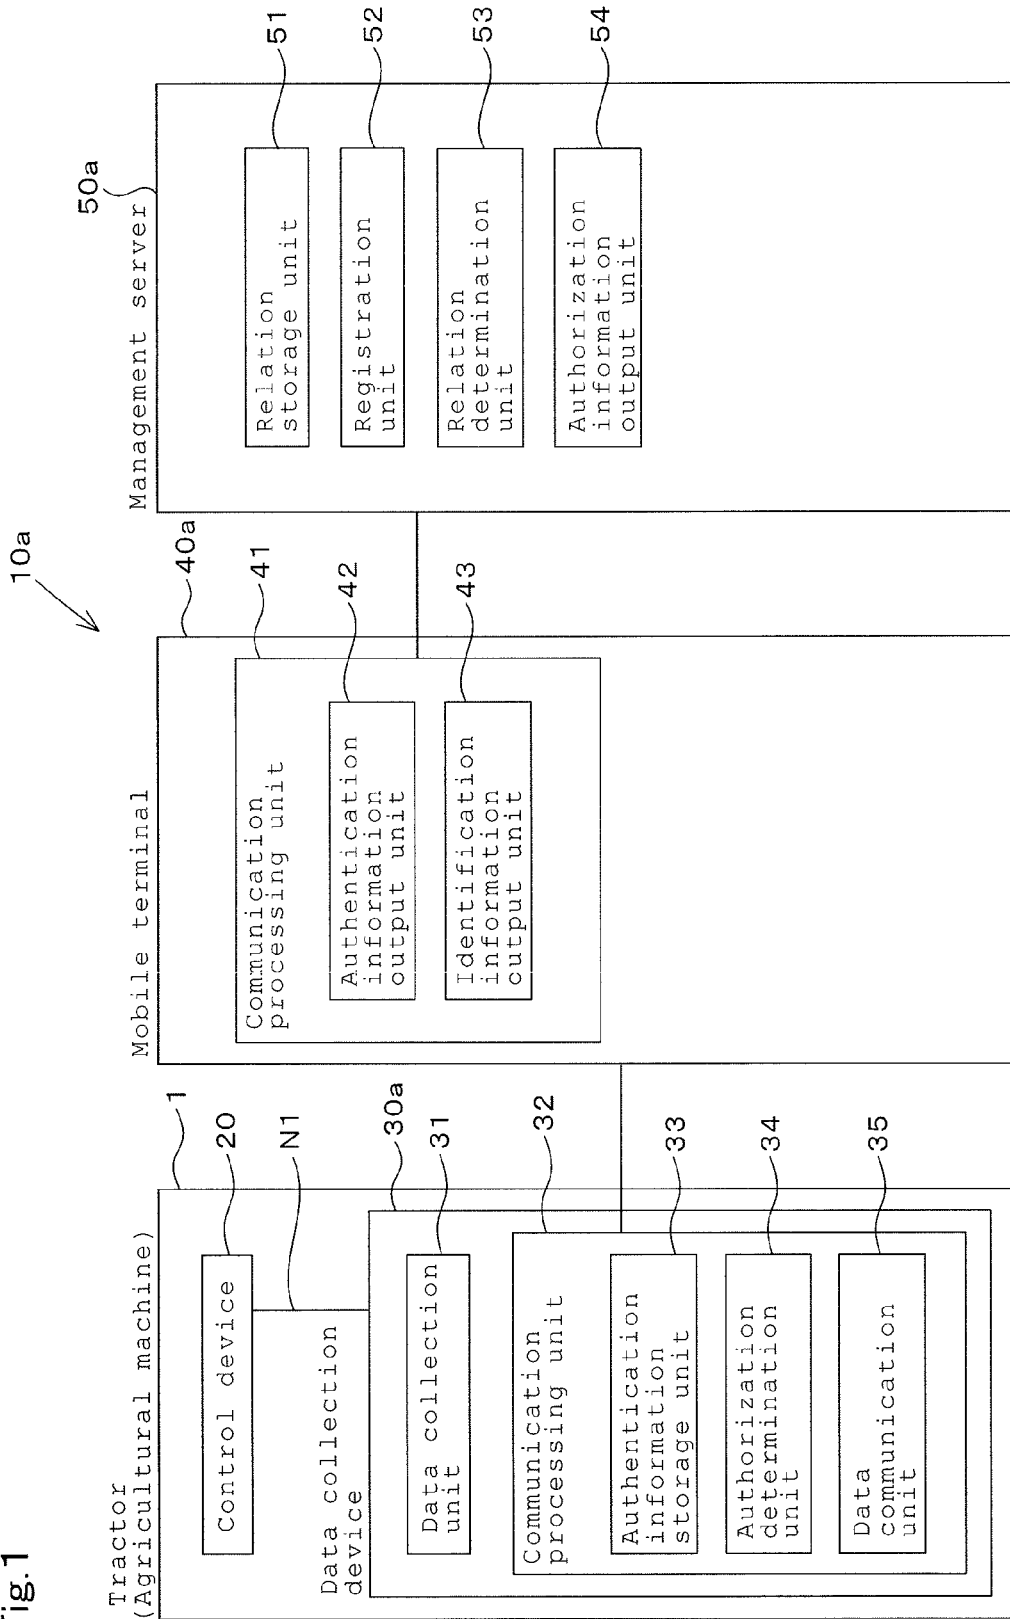 Fig.1
10a
Tractor
(Agricultural machine)
1
Control device
20
N1
Data collection
device
30a
Data collection
unit
31
Communication
processing unit
32
Authentication
information
storage unit
33
Authorization
determination
unit
34
Data
communication
unit
35
Mobile terminal
40a
Communication
processing unit
41
Authentication
information
output unit
42
Identification
information
cutput unit
43
Management server
50a
Relation
storage unit
51
Registration
unit
52
Relation
determination
unit
53
Authorization
information
output unit
54